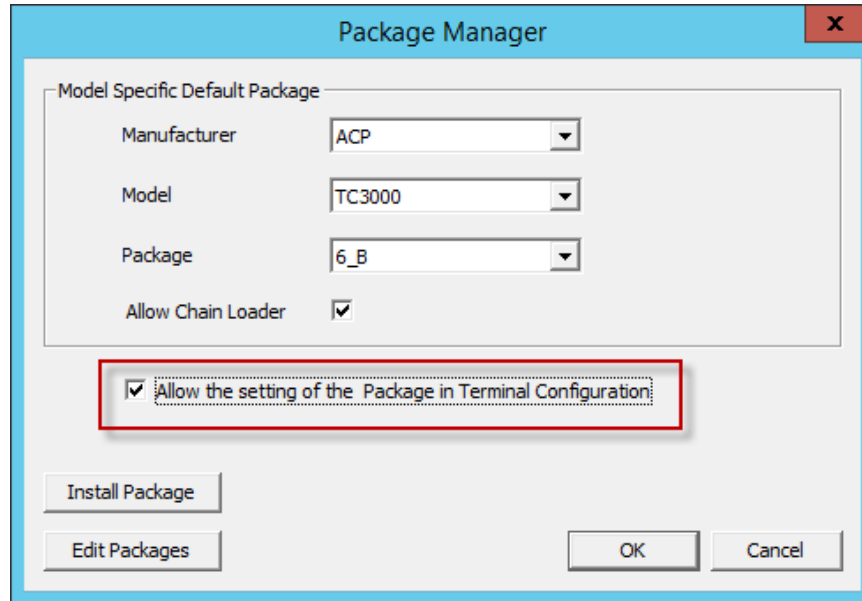 Package Manager
x
Model Specific Default Package
Manufacturer ACP
Model TC3000
Package 6_B
Allow Chain Loader
Allow the setting of the Package in Terminal Configuration
Install Package
Edit Packages OK Cancel